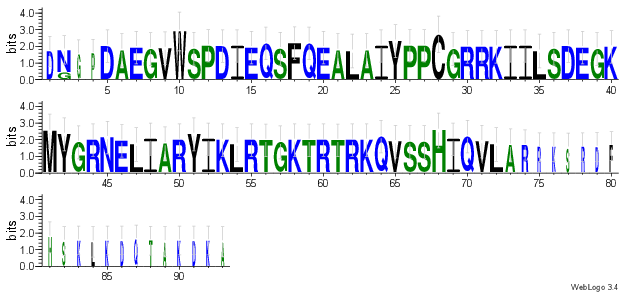 4.0
3.0
2.0
1.0
0.0
bits
DNGPDAEGVWSPDIEQSFQEALAIYPPCGRRKIILSDEGK
G
5 10 15 20 25 30 35 40
4.0
3.0
2.0
1.0
0.0
bits
MYGRNELIARYIKLRTGKTRTRKQVSSHIQVLARRKSRDF
45 50 55 60 65 70 75 80
4.0
3.0
2.0
1.0
0.0
bits
HSKLKDQTAKDKA
85 90
WebLogo 3.4